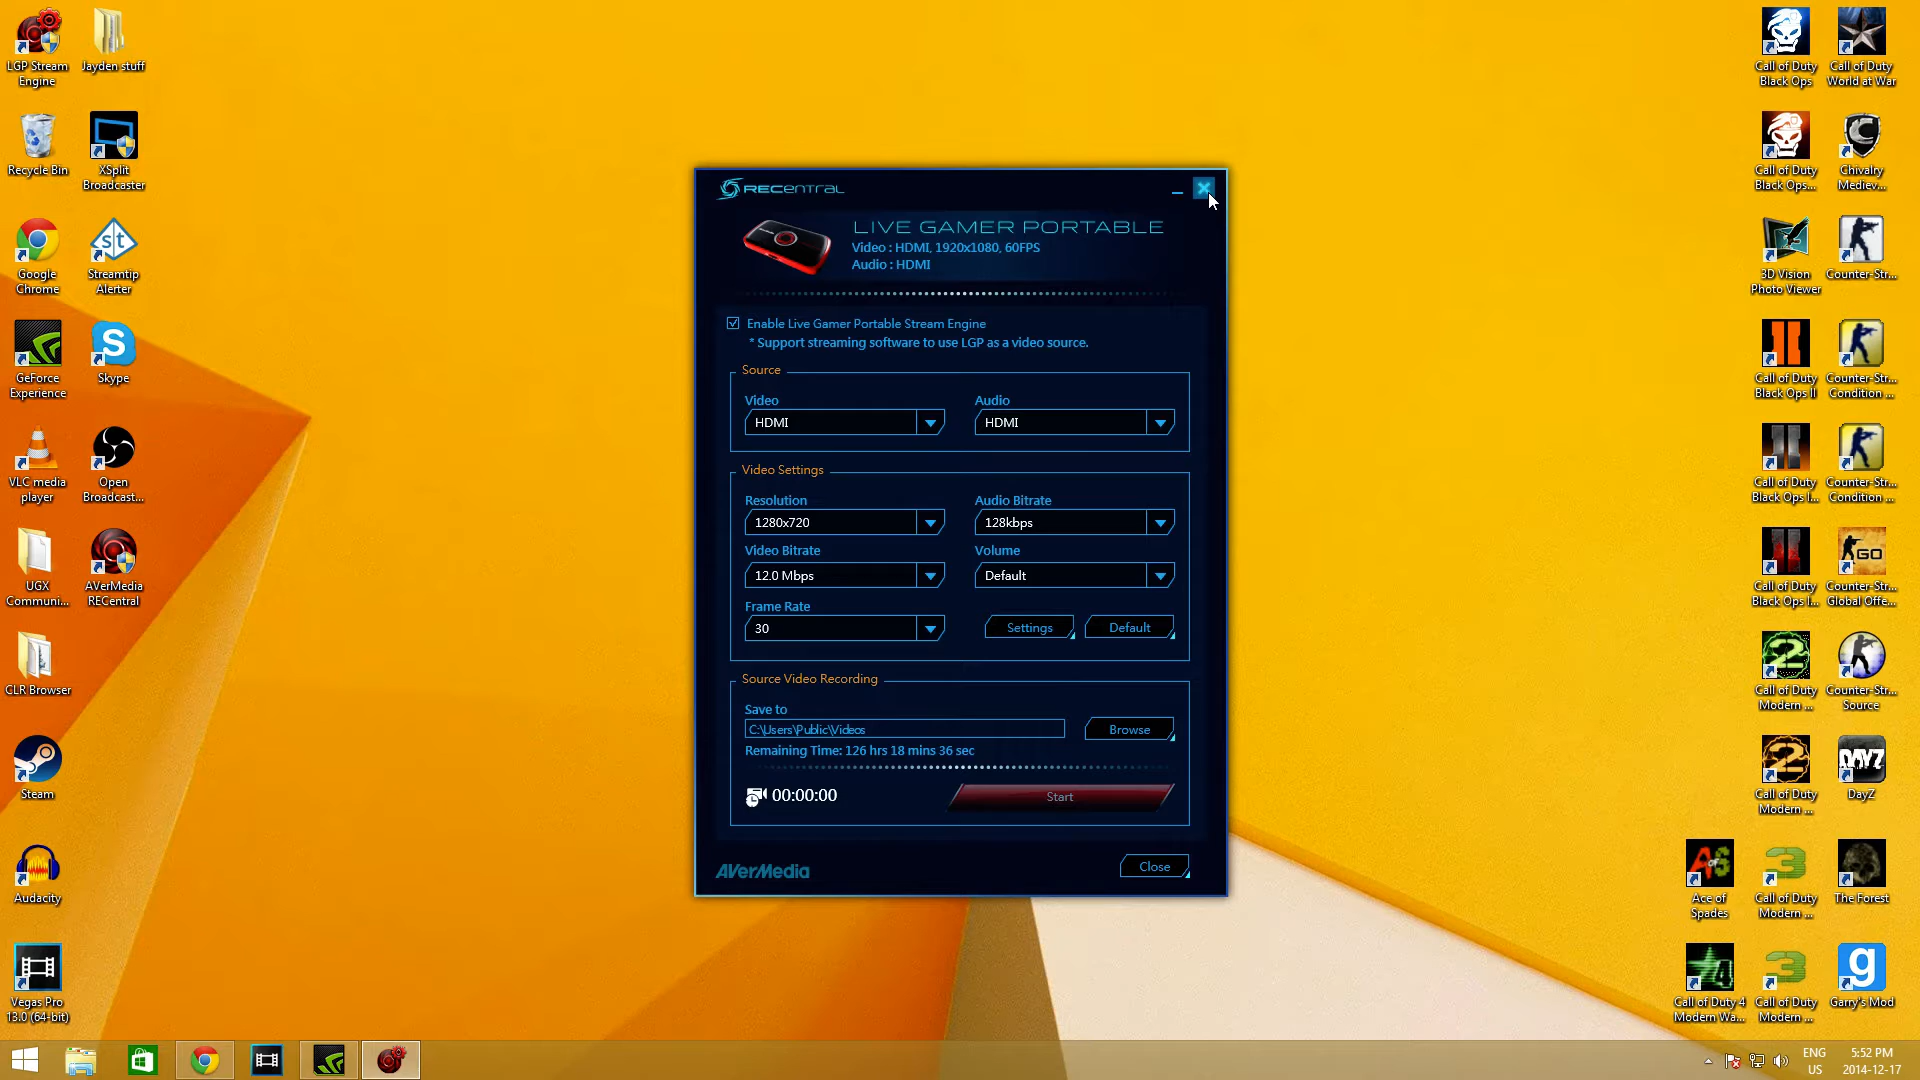 LGP Stream
Engine
Jayden stuff
Recycle Bin
XSplit
Broadcaster
Google
Chrome
Streamtip
Alerter
GeForce
Experience
Skype
VLC media
player
Open
Broadcast...
UGX
Communi...
AVerMedia
RECentral
CLR Browser
Steam
Audacity
Vegas Pro
13.0 (64-bit)
RECENTRAL
LIVE GAMER PORTABLE
Video : HDMI, 1920x1080, 60FPS
Audio : HDMI
Enable Live Gamer Portable Stream Engine
* Support streaming software to use LGP as a video source.
Source
Video
Audio
HDMI
HDMI
Video Settings
Resolution
Audio Bitrate
1280x720
128kbps
Video Bitrate
Volume
12.0 Mbps
Default
Frame Rate
30
Settings
Default
Source Video Recording
Save to
C:\Users\Public\Videos
Browse
Remaining Time: 126 hrs 18 mins 36 sec
00:00:00
Start
AVerMedia
Close
Call of Duty
Black Ops
Call of Duty
World at War
Call of Duty
Black Ops...
Chivalry
Mediev...
3D Vision
Photo Viewer
Counter-Str...
Call of Duty
Black Ops II
Counter-Str...
Condition ...
Call of Duty
Black Ops I...
Counter-Str...
Condition ...
Call of Duty
Black Ops I...
GO
Counter-Str...
Global Offe...
Call of Duty
Modern ...
Counter-Str...
Source
Call of Duty
Modern ...
DAYZ
DayZ
Ace of
Spades
Call of Duty
Modern ...
The Forest
Call of Duty 4
Modern Wa...
Call of Duty
Modern ...
Garry's Mod
ENG
US
5:52 PM
2014-12-17